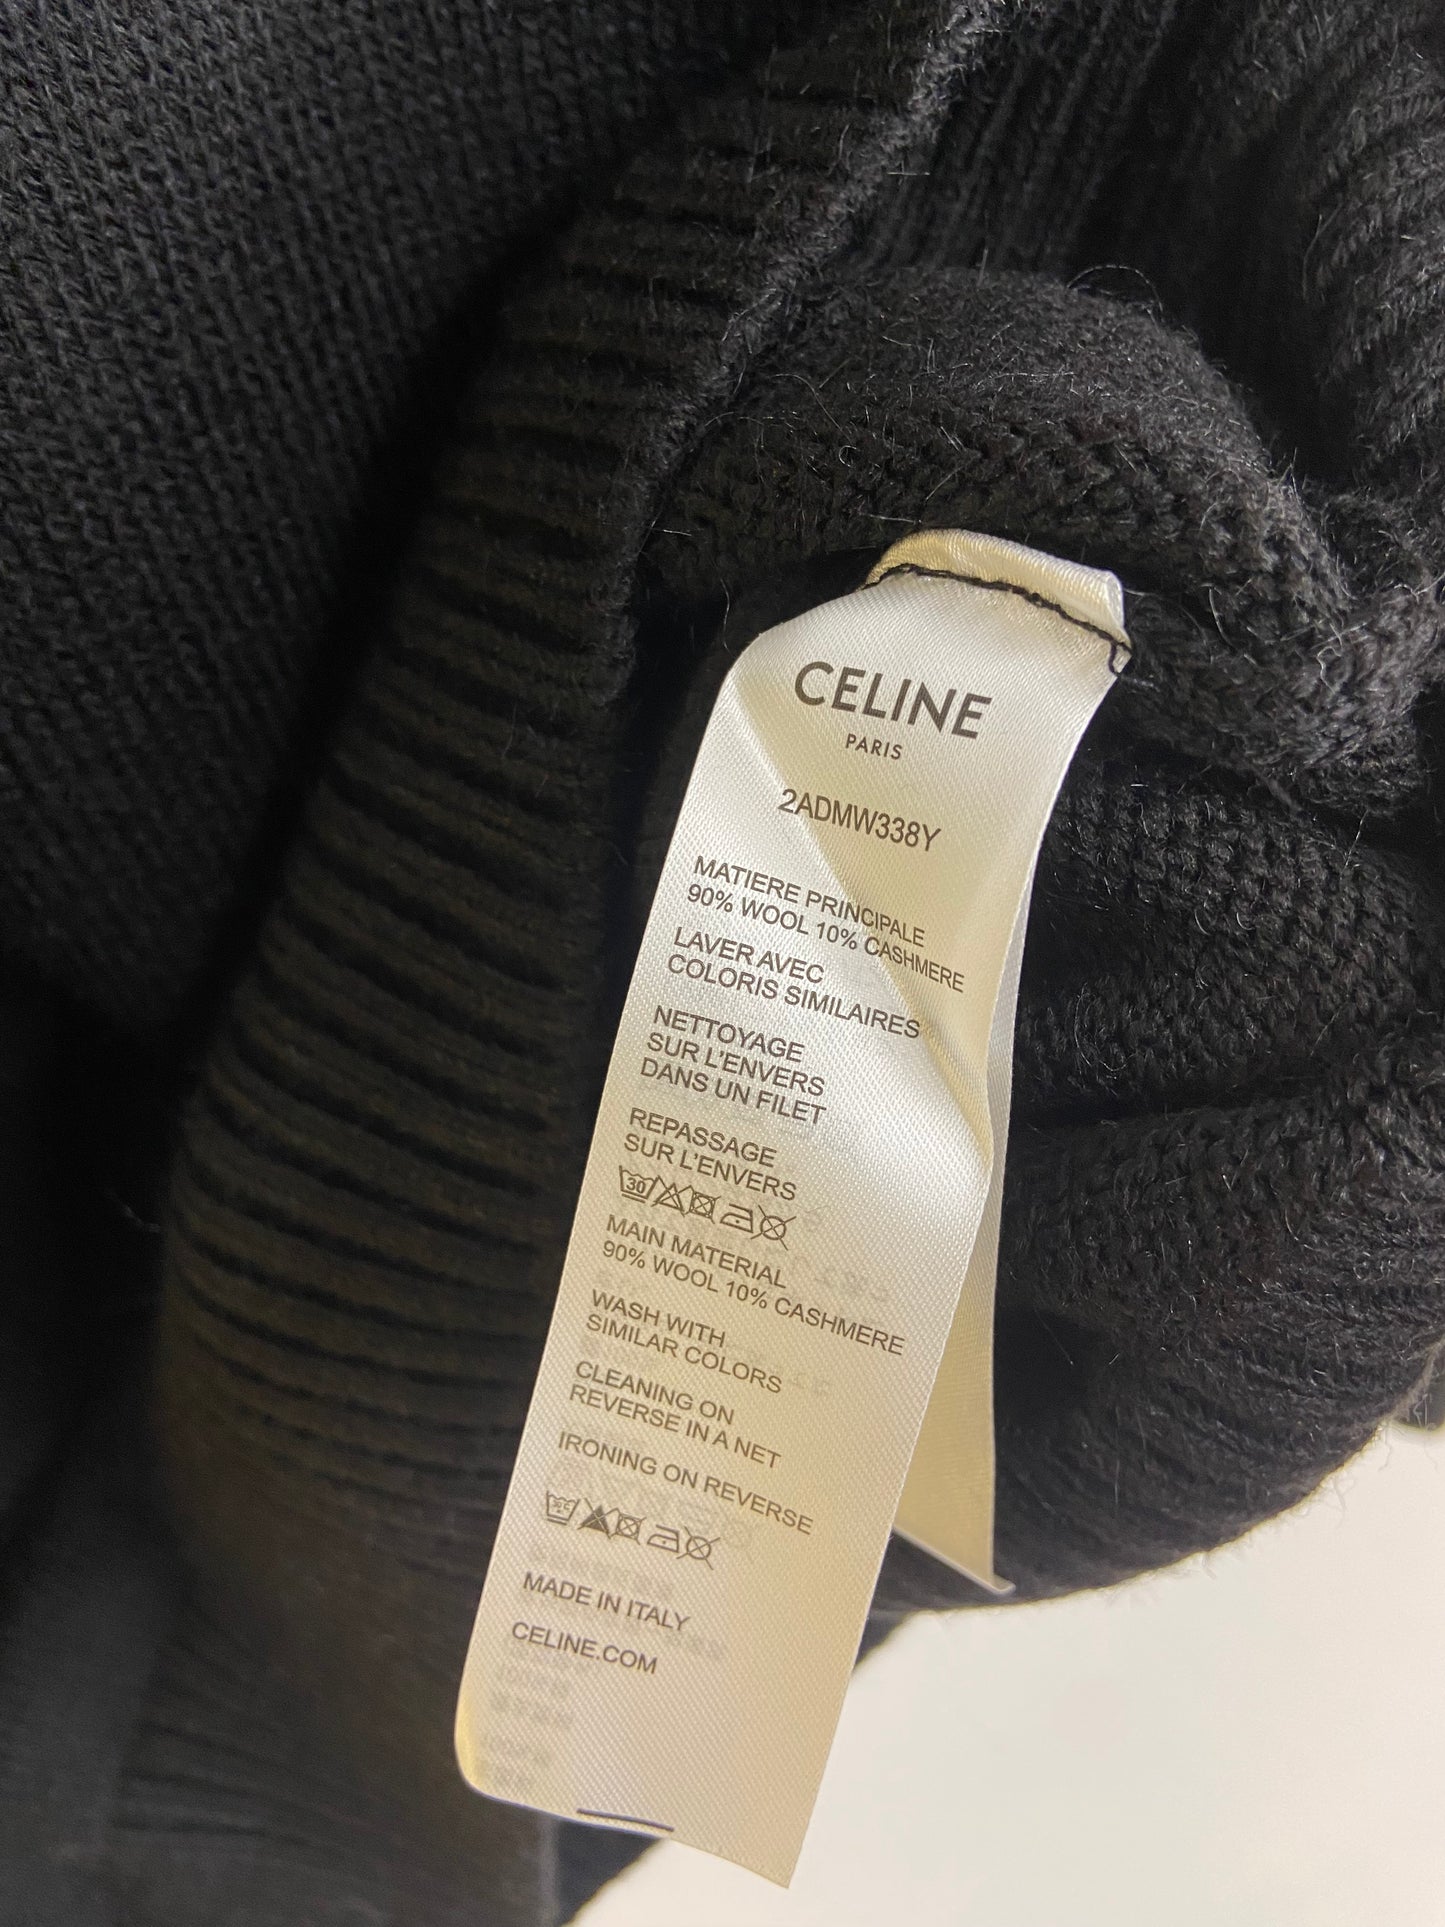 CELINE
PARIS
2ADMW338Y
MATIERE PRINCIPALE
90% WOOL 10% CASHMERE
LAVER AVEC
COLORIS SIMILAIRES
NETTOYAGE
SUR L'ENVERS
DANS UN FILET
REPASSAGE
SUR L'ENVERS
30
MAIN MATERIAL
90% WOOL 10% CASHMERE
WASH WITH
SIMILAR COLORS
CLEANING ON
REVERSE IN A NET
IRONING ON REVERSE
MADE IN ITALY
CELINE.COM